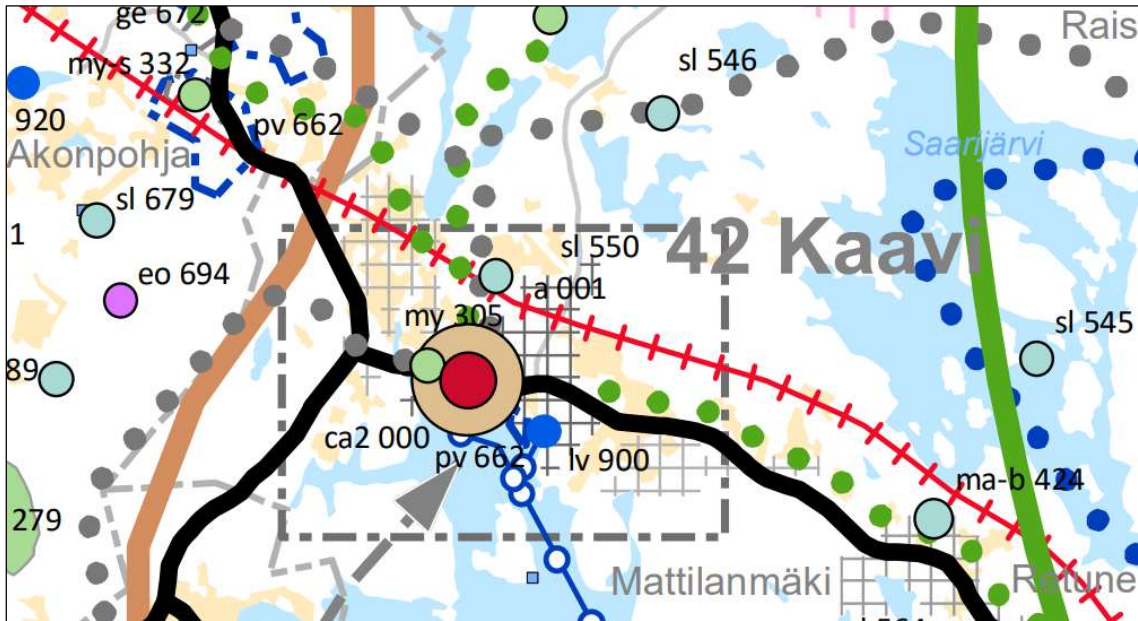 ge 672
Rais
my-s 332
sl 546
920
pv 662
Akonpohja
Saarijärvi
sl 679
1
sl 550
42 Kaavi
eo 694
a 001
my 305
sl 545
89
ca2 000
pv 662
lv 900
ma-b 424
279
Mattilanmäki
Retune